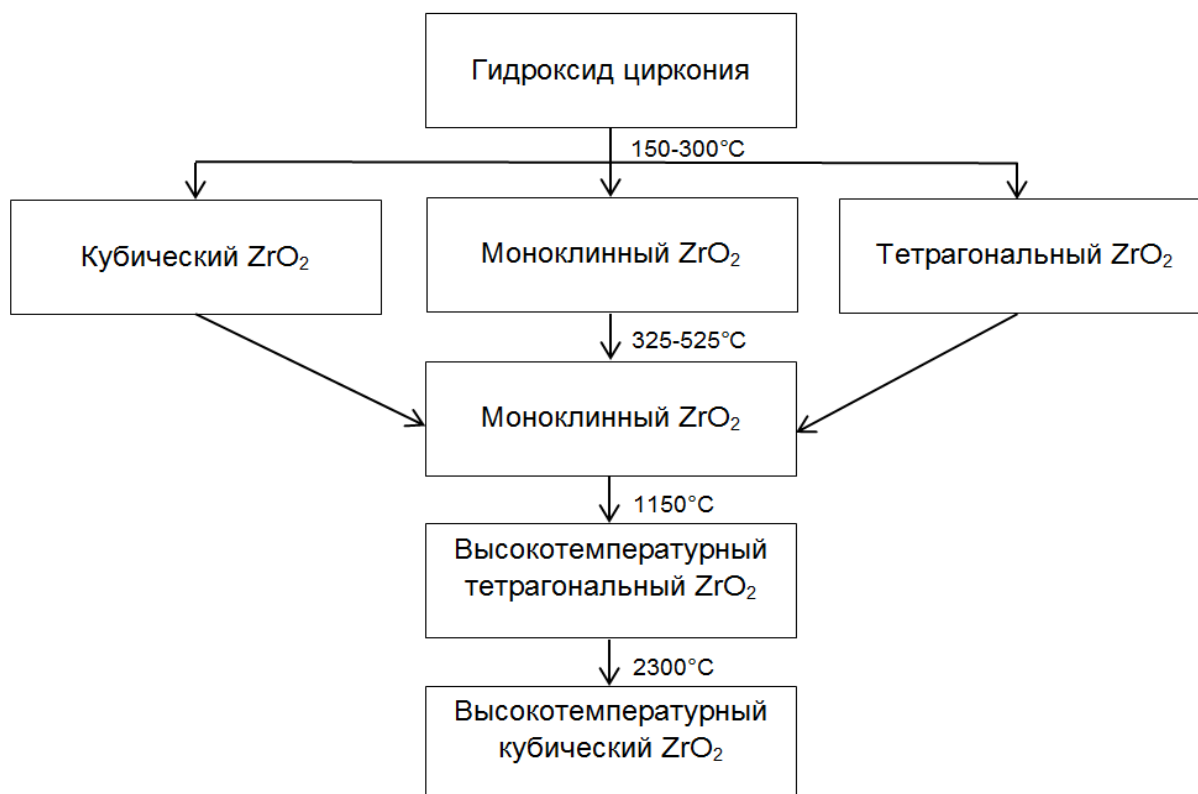 Гидроксид циркония
150-300°C
Кубический ZrO₂
Моноклинный ZrO₂
Тетрагональный ZrO₂
325-525°C
Моноклинный ZrO₂
1150°C
Высокотемпературный
тетрагональный ZrO₂
2300°C
Высокотемпературный
кубический ZrO₂